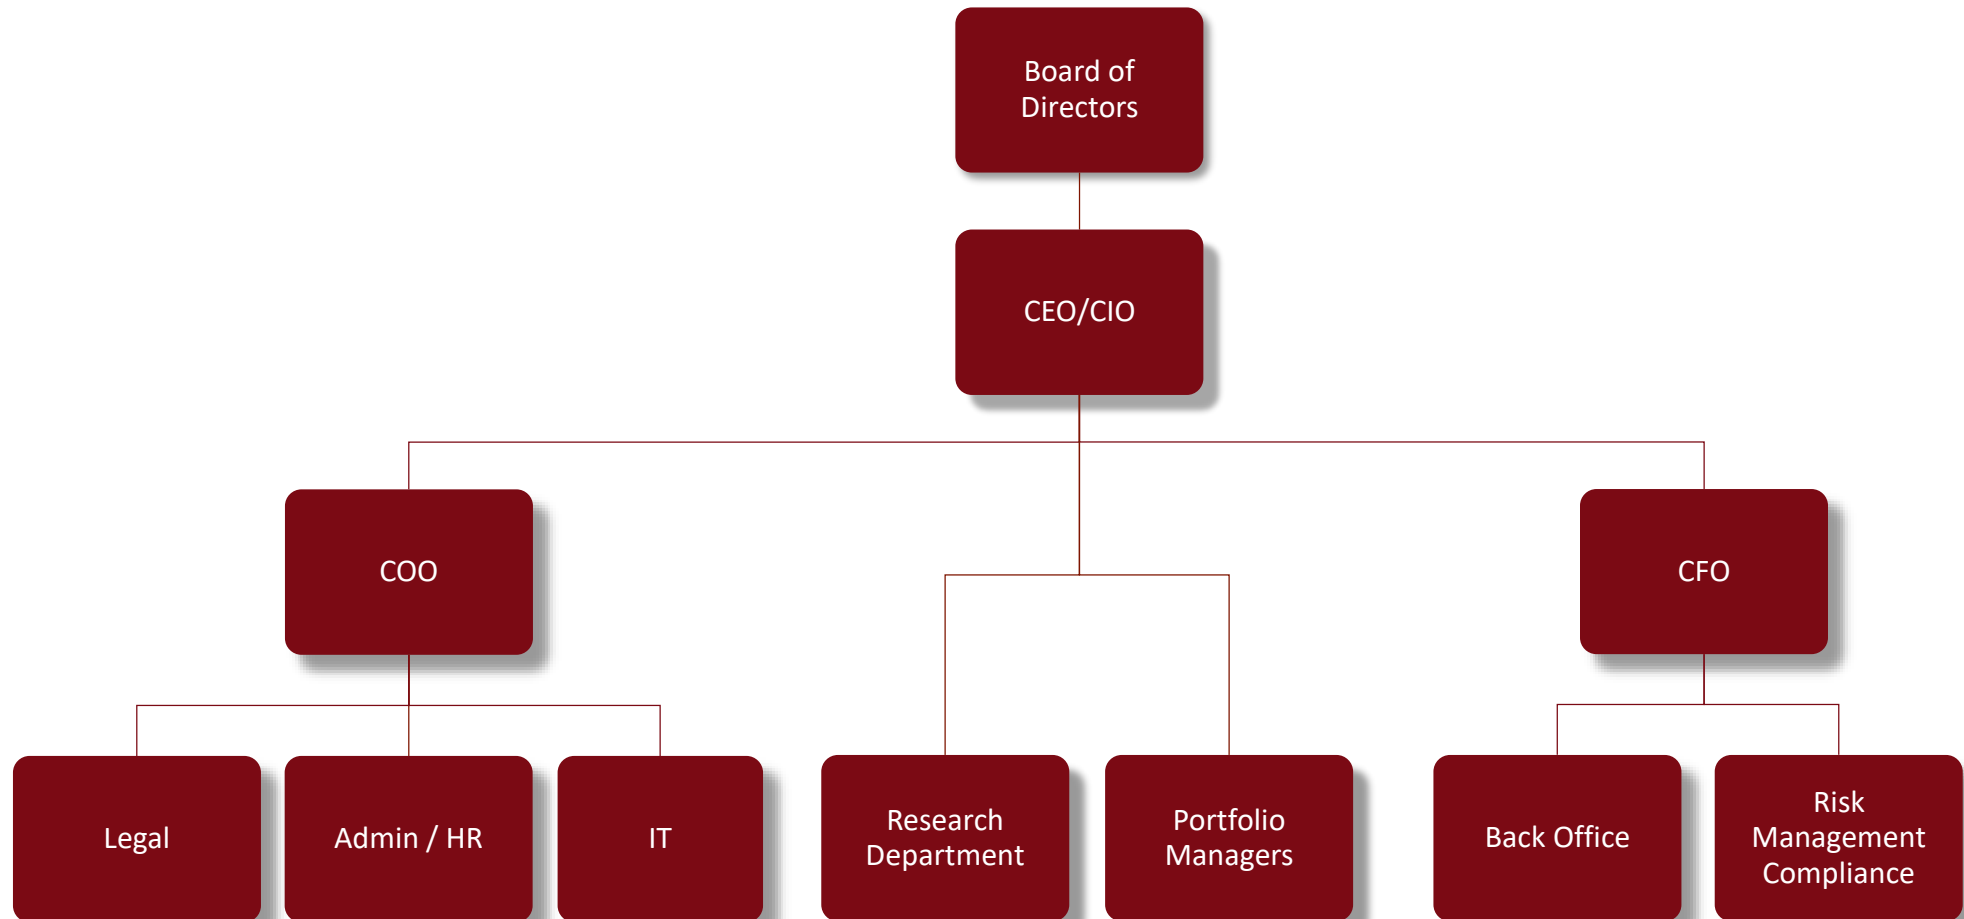 Board of
Directors
CEO/CIO
COO
CFO
Legal
Admin / HR
IT
Research
Department
Portfolio
Managers
Back Office
Risk
Management
Compliance